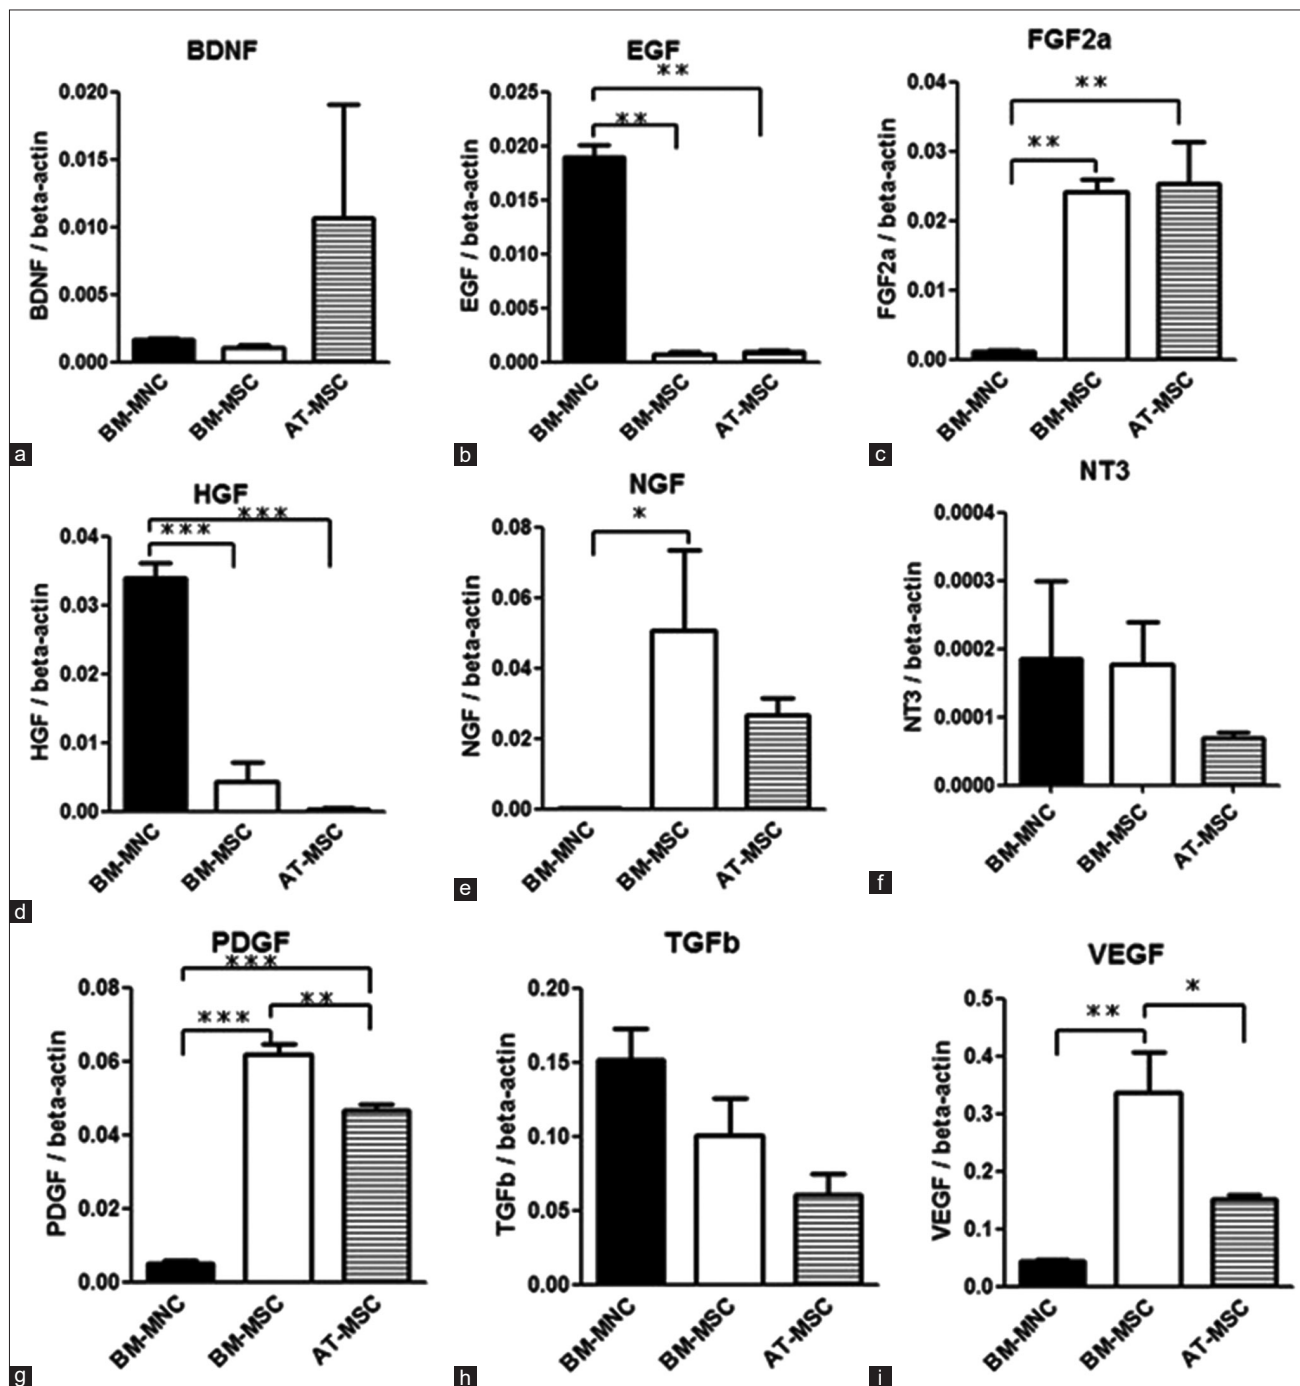 BDNF
BDNF / beta-actin
0.020
0.015
0.010
0.005
0.000
BM-MNC
BM-MSC
AT-MSC
a
EGF
**
**
EGF / beta-actin
0.025
0.020
0.015
0.010
0.005
0.000
BM-MNC
BM-MSC
AT-MSC
b
FGF2a
**
**
FGF2a / beta-actin
0.04
0.03
0.02
0.01
0.00
BM-MNC
BM-MSC
AT-MSC
c
HGF
***
***
HGF / beta-actin
0.04
0.03
0.02
0.01
0.00
BM-MNC
BM-MSC
AT-MSC
d
NGF
*
NGF / beta-actin
0.08
0.06
0.04
0.02
0.00
BM-MNC
BM-MSC
AT-MSC
e
NT3
NT3 / beta-actin
0.0004
0.0003
0.0002
0.0001
0.0000
BM-MNC
BM-MSC
AT-MSC
f
PDGF
***
**
***
PDGF / beta-actin
0.08
0.06
0.04
0.02
0.00
BM-MNC
BM-MSC
AT-MSC
g
TGFb
TGFb / beta-actin
0.20
0.15
0.10
0.05
0.00
BM-MNC
BM-MSC
AT-MSC
h
VEGF
*
**
VEGF / beta-actin
0.5
0.4
0.3
0.2
0.1
0.0
BM-MNC
BM-MSC
AT-MSC
i